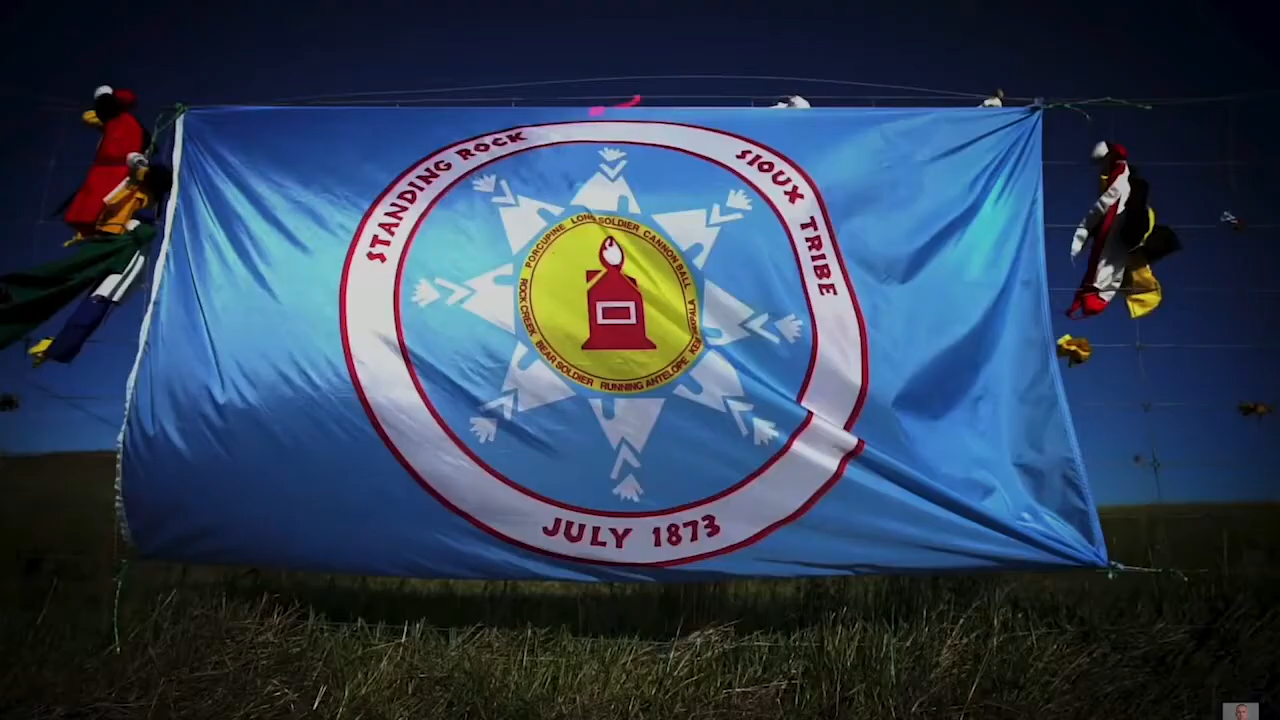 STANDING ROCK
SIOUX TRIBE
PORCUPINE
LONG SOLDIER
CANNON BALL
ROCK CREEK
BEAR SOLDIER
RUNNING ANTELOPE
JULY 1873